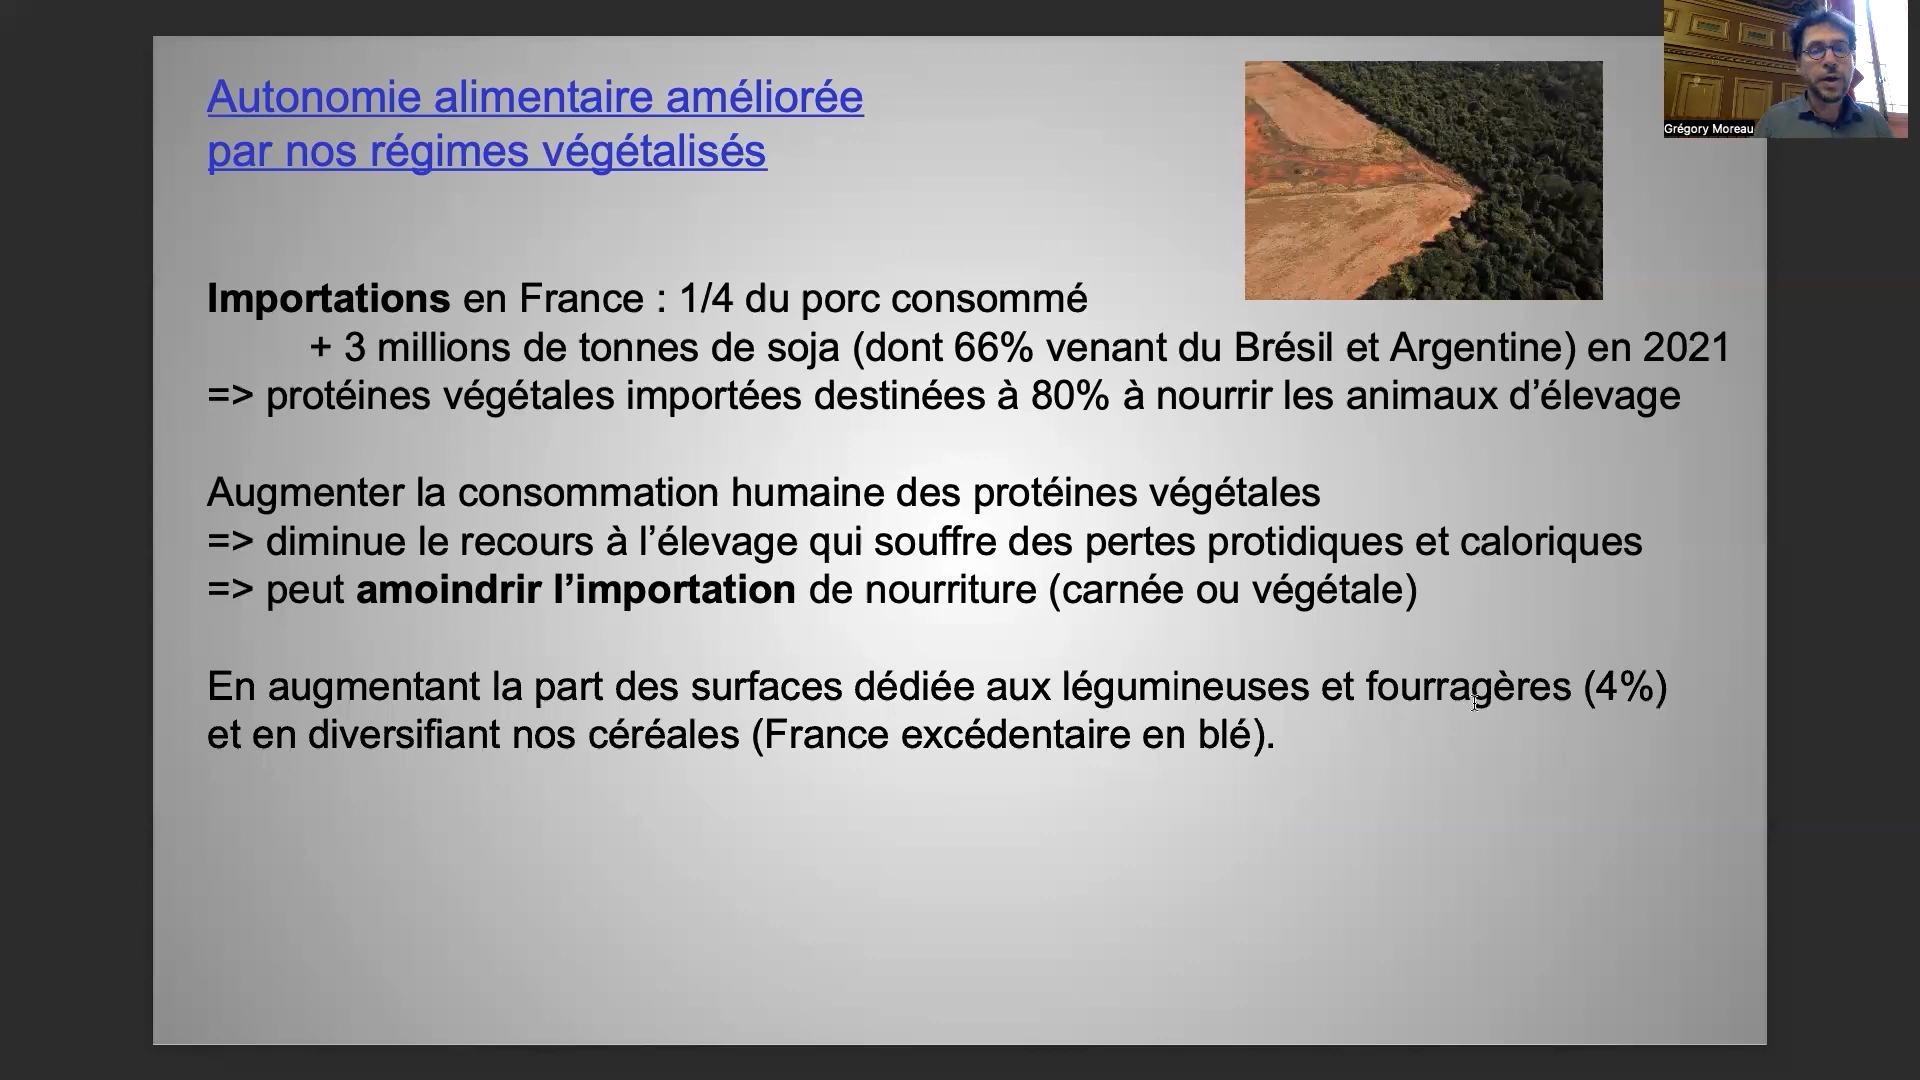 Autonomie alimentaire améliorée
par nos régimes végétalisés
Grégory Moreau
Importations en France : 1/4 du porc consommé
+ 3 millions de tonnes de soja (dont 66% venant du Brésil et Argentine) en 2021
=> protéines végétales importées destinées à 80% à nourrir les animaux d’élevage
Augmenter la consommation humaine des protéines végétales
=> diminue le recours à l’élevage qui souffre des pertes protidiques et caloriques
=> peut amoindrir l’importation de nourriture (carnée ou végétale)
En augmentant la part des surfaces dédiée aux légumineuses et fourragères (4%)
et en diversifiant nos céréales (France excédentaire en blé).